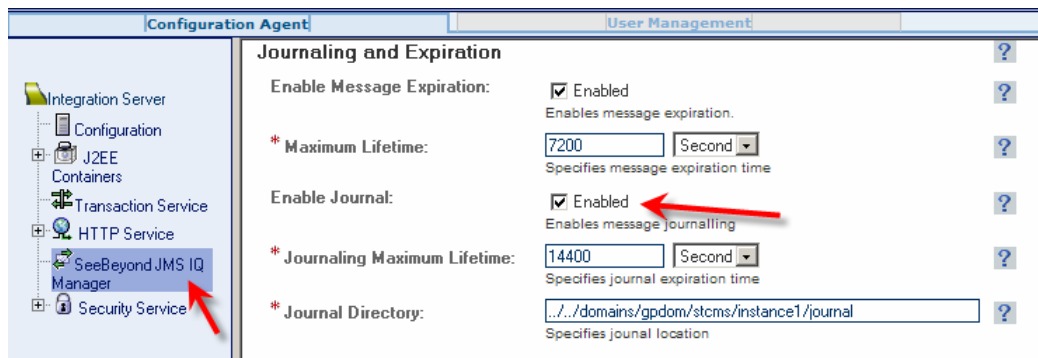 Configuration Agent
User Management
Integration Server
Configuration
J2EE
Containers
Transaction Service
HTTP Service
SeeBeyond JMS IQ
Manager
Security Service
Journaling and Expiration ?
Enable Message Expiration: Enabled ?
Enables message expiration.
* Maximum Lifetime: 7200 Second ?
Specifies message expiration time
Enable Journal: Enabled ?
Enables message journalling
* Journaling Maximum Lifetime: 14400 Second ?
Specifies journal expiration time
* Journal Directory: ../../domains/gpdom/stcms/instance1/journal ?
Specifies jounal location